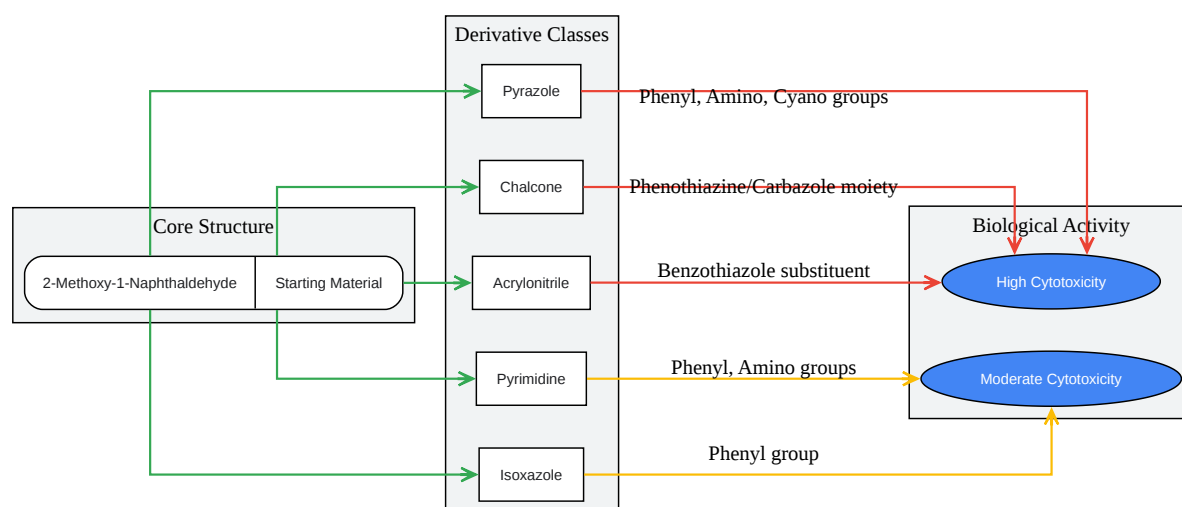 Derivative Classes
Pyrazole
Phenyl, Amino, Cyano groups
Chalcone
Phenothiazine/Carbazole moiety
Core Structure
Biological Activity
2-Methoxy-1-Naphthaldehyde
Starting Material
Acrylonitrile
Benzothiazole substituent
High Cytotoxicity
Pyrimidine
Phenyl, Amino groups
Moderate Cytotoxicity
Isoxazole
Phenyl group